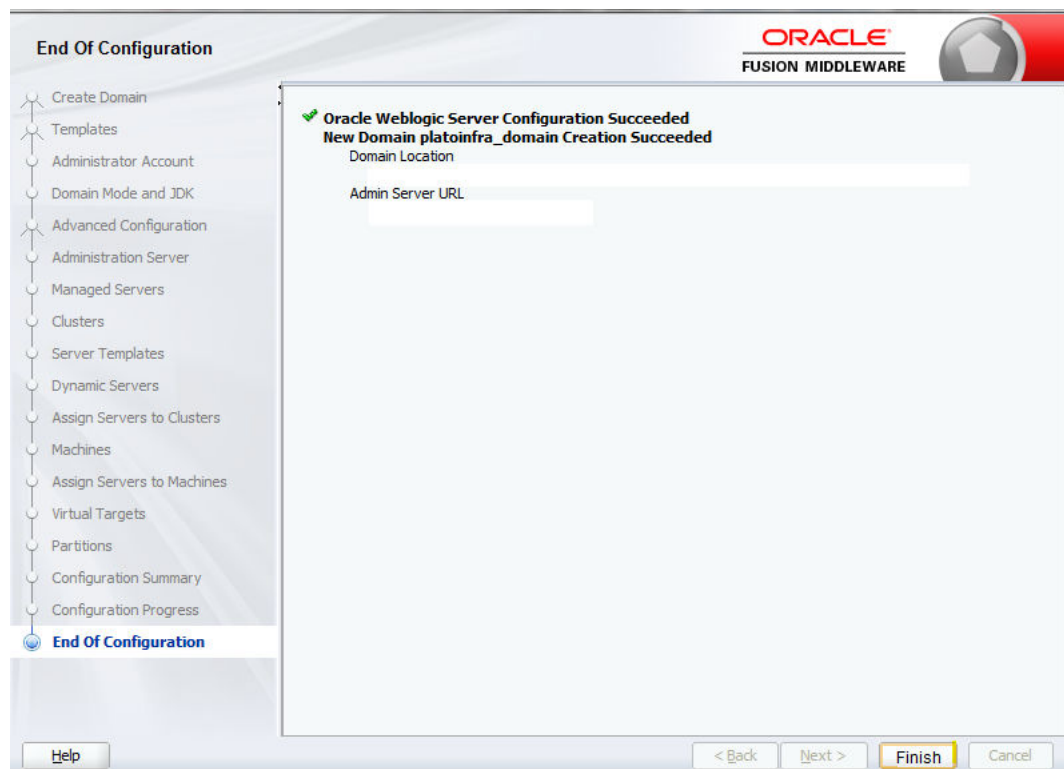 End Of Configuration
ORACLE
FUSION MIDDLEWARE
Create Domain
Templates
Administrator Account
Domain Mode and JDK
Advanced Configuration
Administration Server
Managed Servers
Clusters
Server Templates
Dynamic Servers
Assign Servers to Clusters
Machines
Assign Servers to Machines
Virtual Targets
Partitions
Configuration Summary
Configuration Progress
End Of Configuration
Oracle Weblogic Server Configuration Succeeded
New Domain platoinfra_domain Creation Succeeded
Domain Location
Admin Server URL
Help
< Back
Next >
Finish
Cancel